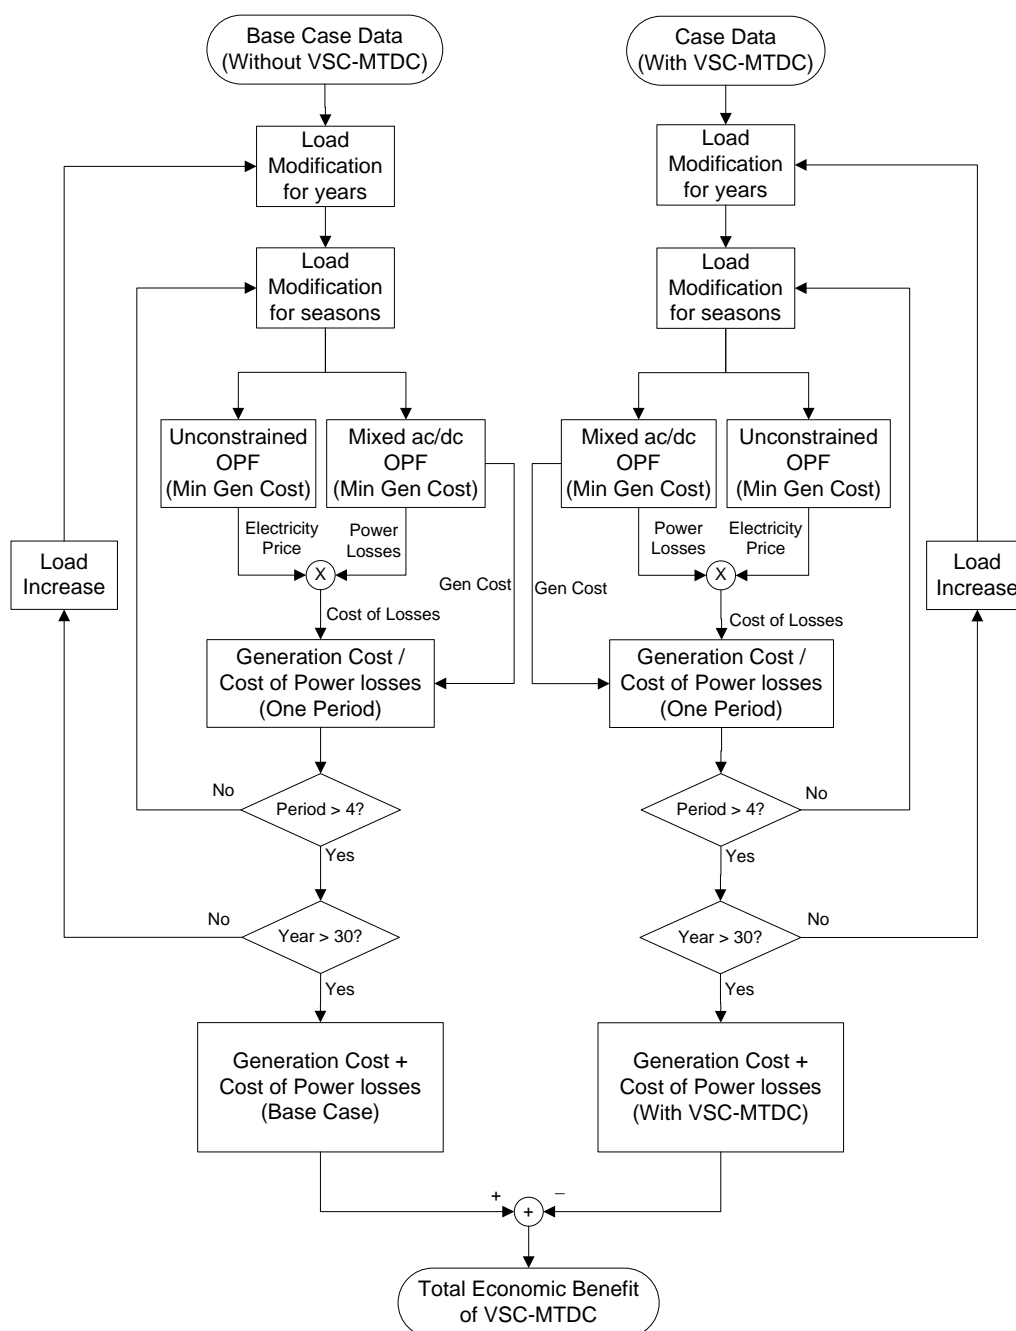 Base Case Data
(Without VSC-MTDC)
Case Data
(With VSC-MTDC)
Load
Modification
for years
Load
Modification
for years
Load
Modification
for seasons
Load
Modification
for seasons
Unconstrained
OPF
(Min Gen Cost)
Mixed ac/dc
OPF
(Min Gen Cost)
Mixed ac/dc
OPF
(Min Gen Cost)
Unconstrained
OPF
(Min Gen Cost)
Electricity
Price
Power
Losses
Power
Losses
Electricity
Price
Load
Increase
X
Gen Cost
Gen Cost
X
Load
Increase
Cost of Losses
Cost of Losses
Generation Cost /
Cost of Power losses
(One Period)
Generation Cost /
Cost of Power losses
(One Period)
No
Period > 4?
Yes
Period > 4?
No
Yes
No
Year > 30?
Yes
Year > 30?
No
Yes
Generation Cost +
Cost of Power losses
(Base Case)
Generation Cost +
Cost of Power losses
(With VSC-MTDC)
+
−
+
Total Economic Benefit
of VSC-MTDC